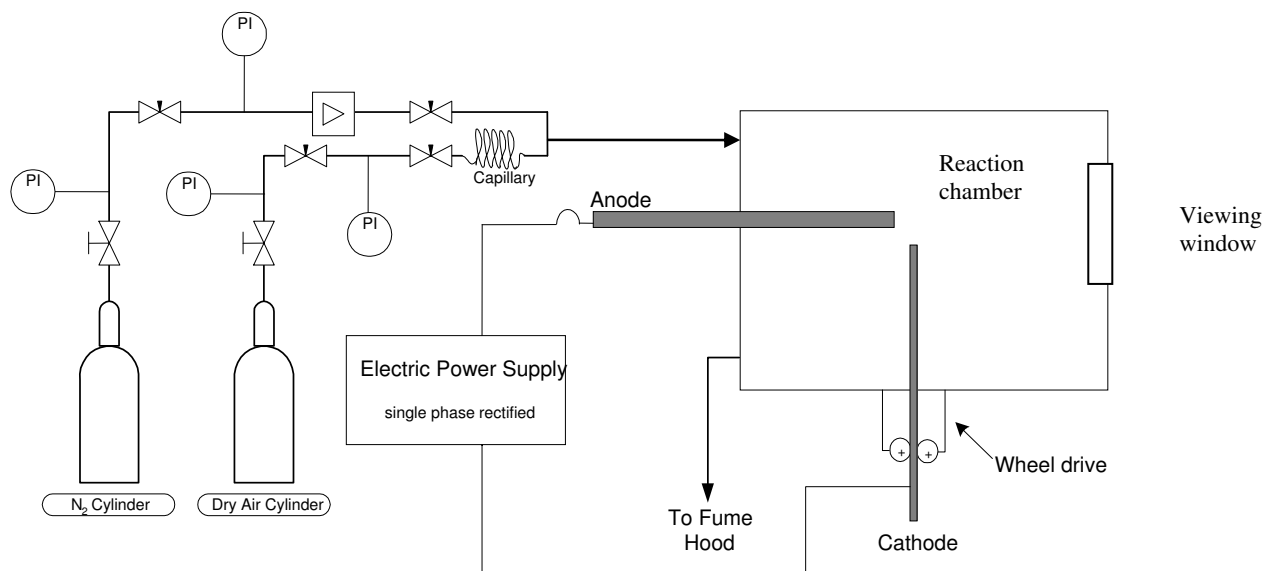 PI
PI
PI
PI
Capillary
Anode
Reaction
chamber
Viewing
window
Electric Power Supply
single phase rectified
N₂ Cylinder
Dry Air Cylinder
+ +
Wheel drive
To Fume
Hood
Cathode